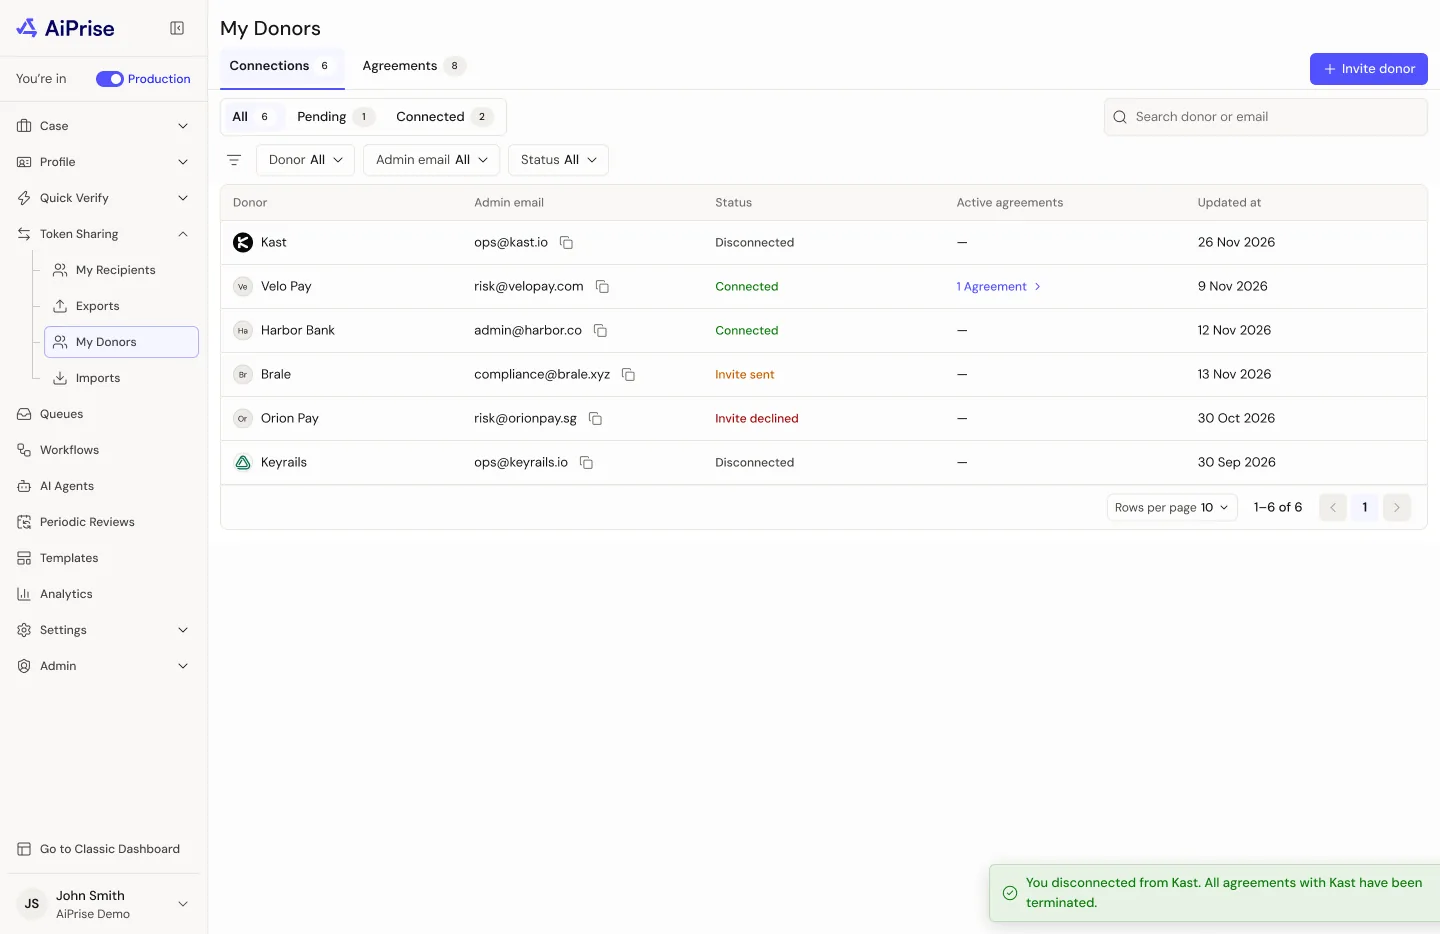 AiPrise
You're in
Production
Case
Profile
Quick Verify
Token Sharing
My Recipients
Exports
My Donors
Imports
Queues
Workflows
AI Agents
Periodic Reviews
Templates
Analytics
Settings
Admin
Go to Classic Dashboard
JS
John Smith
AiPrise Demo
My Donors
Connections 6
Agreements 8
Invite donor
All 6
Pending 1
Connected 2
Search donor or email
Donor All
Admin email All
Status All
Donor Admin email Status Active agreements Updated at
Kast ops@kast.io Disconnected — 26 Nov 2026
Ve Velo Pay risk@velopay.com Connected 1 Agreement 9 Nov 2026
Ha Harbor Bank admin@harbor.co Connected — 12 Nov 2026
Br Brale compliance@brale.xyz Invite sent — 13 Nov 2026
Or Orion Pay risk@orionpay.sg Invite declined — 30 Oct 2026
Keyrails ops@keyrails.io Disconnected — 30 Sep 2026
Rows per page 10
1–6 of 6
1
You disconnected from Kast. All agreements with Kast have been
terminated.